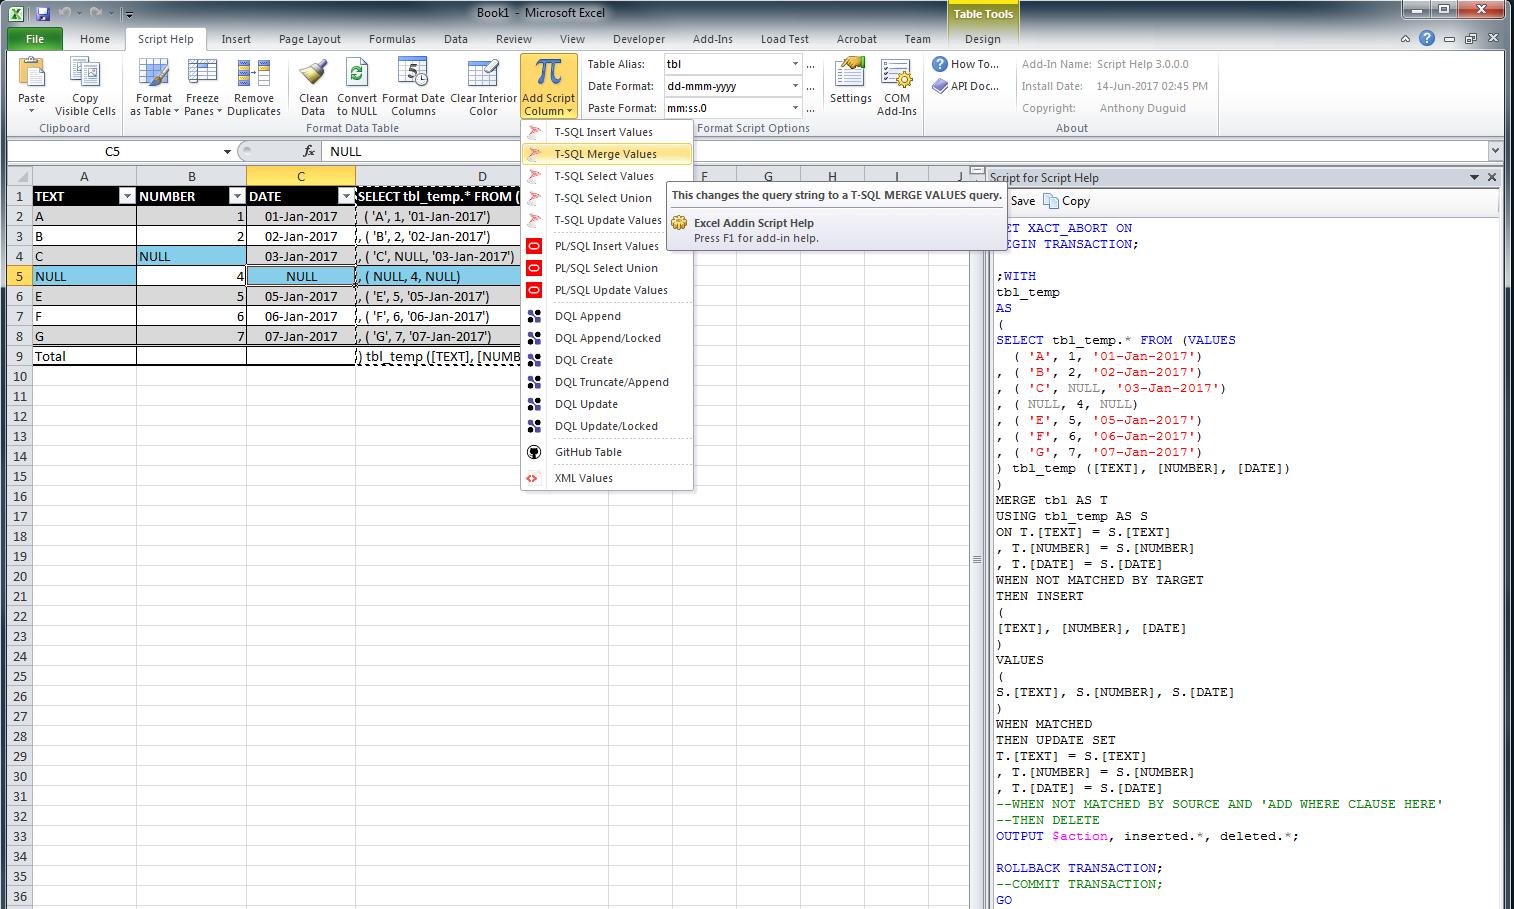 Book1 - Microsoft Excel
Table Tools
File Home Script Help Insert Page Layout Formulas Data Review View Developer Add-Ins Load Test Acrobat Team Design
Paste
Copy Visible Cells
Clipboard
Format as Table
Freeze Panes
Remove Duplicates
Clean Data
Convert to NULL
Format Date Columns
Clear Interior Color
Format Data Table
Add Script Column
Table Alias: tbl ...
Date Format: dd-mmm-yyyy ...
Paste Format: mm:ss.0 ...
Format Script Options
Settings
COM Add-Ins
How To...
API Doc...
Add-In Name: Script Help 3.0.0.0
Install Date: 14-Jun-2017 02:45 PM
Copyright: Anthony Duguid
About
C5 fx NULL
A B C D F G H I J
1 TEXT NUMBER DATE SELECT tbl_temp.* FROM (
2 A 1 01-Jan-2017 ( 'A', 1, '01-Jan-2017')
3 B 2 02-Jan-2017 , ( 'B', 2, '02-Jan-2017')
4 C NULL 03-Jan-2017 , ( 'C', NULL, '03-Jan-2017')
5 NULL 4 NULL , ( NULL, 4, NULL)
6 E 5 05-Jan-2017 , ( 'E', 5, '05-Jan-2017')
7 F 6 06-Jan-2017 , ( 'F', 6, '06-Jan-2017')
8 G 7 07-Jan-2017 , ( 'G', 7, '07-Jan-2017')
9 Total ) tbl_temp ([TEXT], [NUMB
10
11
12
13
14
15
16
17
18
19
20
21
22
23
24
25
26
27
28
29
30
31
32
33
34
35
36
T-SQL Insert Values
T-SQL Merge Values
T-SQL Select Values
T-SQL Select Union
T-SQL Update Values
PL/SQL Insert Values
PL/SQL Select Union
PL/SQL Update Values
DQL Append
DQL Append/Locked
DQL Create
DQL Truncate/Append
DQL Update
DQL Update/Locked
GitHub Table
XML Values
This changes the query string to a T-SQL MERGE VALUES query.
Excel Addin Script Help
Press F1 for add-in help.
Script for Script Help
Save Copy
ET XACT_ABORT ON
EGIN TRANSACTION;
;WITH
tbl_temp
AS
(
SELECT tbl_temp.* FROM (VALUES
( 'A', 1, '01-Jan-2017')
, ( 'B', 2, '02-Jan-2017')
, ( 'C', NULL, '03-Jan-2017')
, ( NULL, 4, NULL)
, ( 'E', 5, '05-Jan-2017')
, ( 'F', 6, '06-Jan-2017')
, ( 'G', 7, '07-Jan-2017')
) tbl_temp ([TEXT], [NUMBER], [DATE])
)
MERGE tbl AS T
USING tbl_temp AS S
ON T.[TEXT] = S.[TEXT]
, T.[NUMBER] = S.[NUMBER]
, T.[DATE] = S.[DATE]
WHEN NOT MATCHED BY TARGET
THEN INSERT
(
[TEXT], [NUMBER], [DATE]
)
VALUES
(
S.[TEXT], S.[NUMBER], S.[DATE]
)
WHEN MATCHED
THEN UPDATE SET
T.[TEXT] = S.[TEXT]
, T.[NUMBER] = S.[NUMBER]
, T.[DATE] = S.[DATE]
--WHEN NOT MATCHED BY SOURCE AND 'ADD WHERE CLAUSE HERE'
--THEN DELETE
OUTPUT $action, inserted.*, deleted.*;
ROLLBACK TRANSACTION;
--COMMIT TRANSACTION;
GO